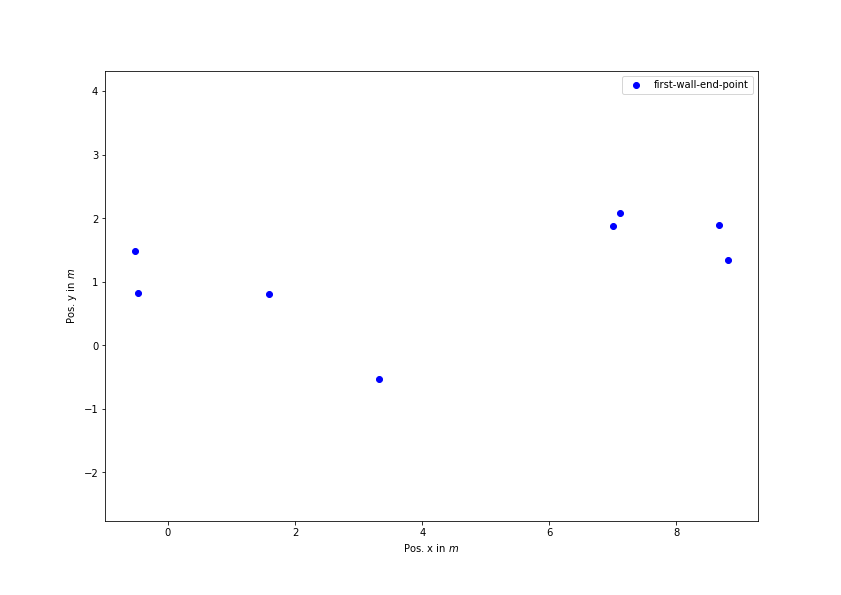 first-wall-end-point
4
3
2
1
0
−1
−2
Pos. y in m
0 2 4 6 8
Pos. x in m